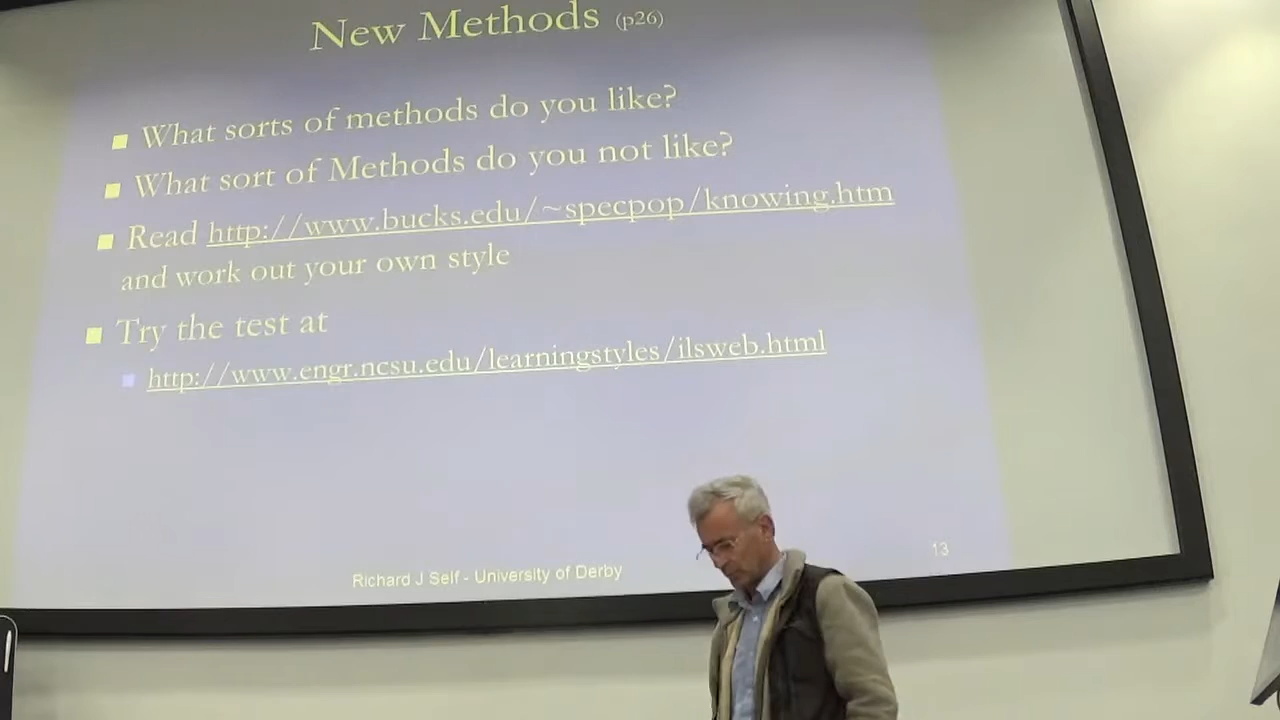 New Methods (p26)
What sorts of methods do you like?
What sort of Methods do you not like?
Read http://www.bucks.edu/~specpop/knowing.htm
and work out your own style
Try the test at
http://www.engr.ncsu.edu/learningstyles/ilsweb.html
Richard J Self - University of Derby
13